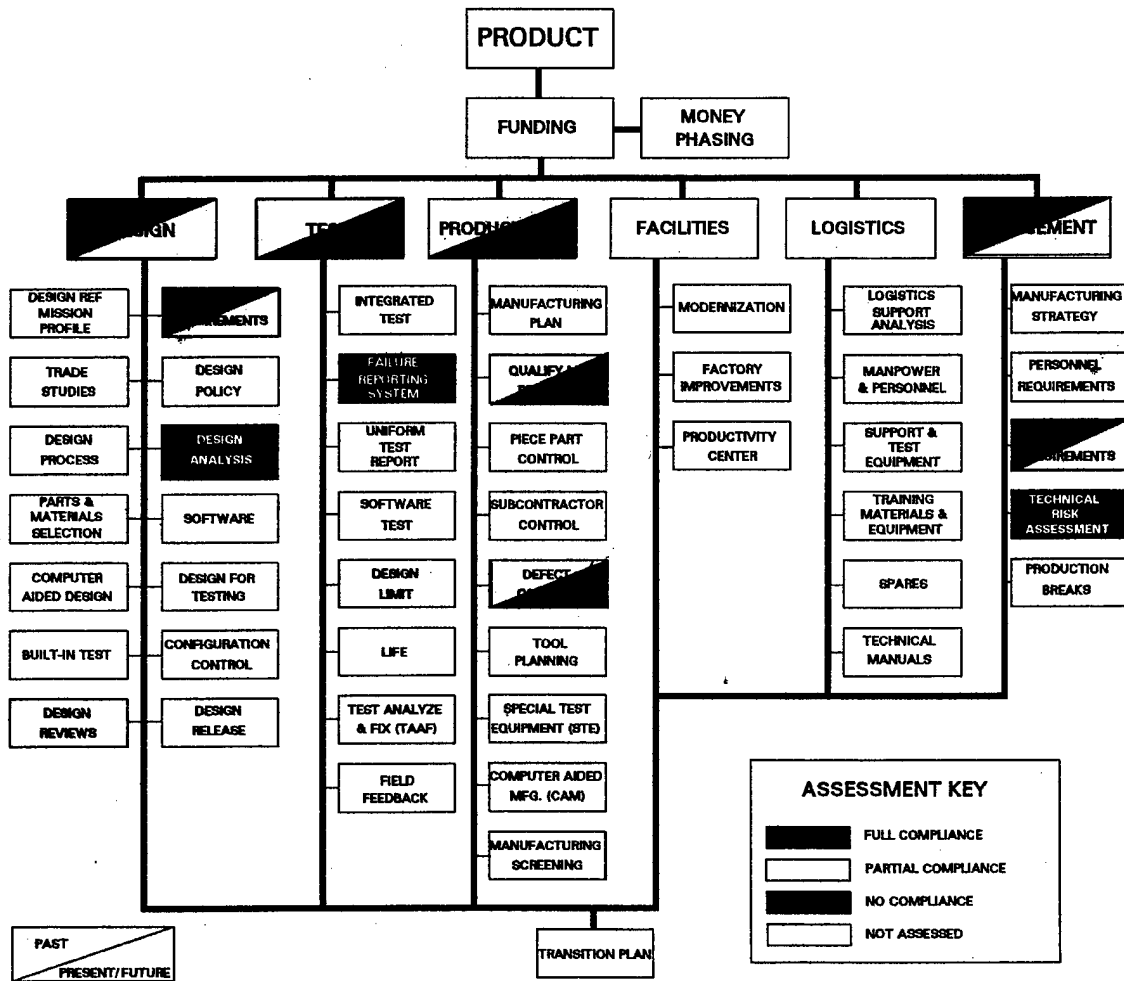 PRODUCT
FUNDING
MONEY
PHASING
FACILITIES
LOGISTICS
DESIGN REF
MISSION
PROFILE
TRADE
STUDIES
DESIGN
PROCESS
PARTS &
MATERIALS
SELECTION
COMPUTER
AIDED DESIGN
BUILT-IN TEST
DESIGN
REVIEWS
DESIGN
POLICY
DESIGN
ANALYSIS
SOFTWARE
DESIGN FOR
TESTING
CONFIGURATION
CONTROL
DESIGN
RELEASE
INTEGRATED
TEST
FAILURE
REPORTING
SYSTEM
UNIFORM
TEST
REPORT
SOFTWARE
TEST
DESIGN
LIMIT
LIFE
TEST ANALYZE
& FIX (TAAF)
FIELD
FEEDBACK
MANUFACTURING
PLAN
PIECE PART
CONTROL
SUBCONTRACTOR
CONTROL
DEFECT
TOOL
PLANNING
SPECIAL TEST
EQUIPMENT (STE)
COMPUTER AIDED
MFG. (CAM)
MANUFACTURING
SCREENING
MODERNIZATION
FACTORY
IMPROVEMENTS
PRODUCTIVITY
CENTER
LOGISTICS
SUPPORT
ANALYSIS
MANPOWER
& PERSONNEL
SUPPORT &
TEST
EQUIPMENT
TRAINING
MATERIALS &
EQUIPMENT
SPARES
TECHNICAL
MANUALS
MANUFACTURING
STRATEGY
PERSONNEL
REQUIREMENTS
TECHNICAL
RISK
ASSESSMENT
PRODUCTION
BREAKS
TRANSITION PLAN
PAST
PRESENT/FUTURE
ASSESSMENT KEY
FULL COMPLIANCE
PARTIAL COMPLIANCE
NO COMPLIANCE
NOT ASSESSED